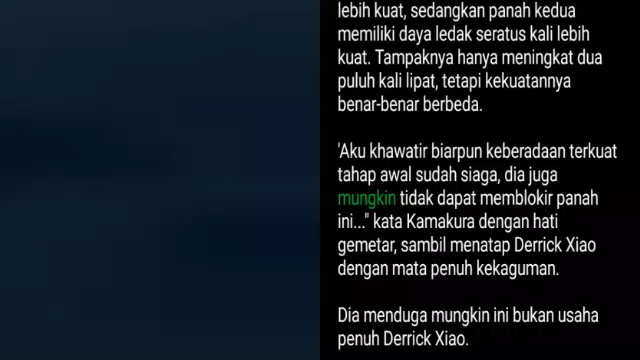 lebih kuat, sedangkan panah kedua
memiliki daya ledak seratus kali lebih
kuat. Tampaknya hanya meningkat dua
puluh kali lipat, tetapi kekuatannya
benar-benar berbeda.
'Aku khawatir biarpun keberadaan terkuat
tahap awal sudah siaga, dia juga
mungkin tidak dapat memblokir panah
ini..." kata Kamakura dengan hati
gemetar, sambil menatap Derrick Xiao
dengan mata penuh kekaguman.
Dia menduga mungkin ini bukan usaha
penuh Derrick Xiao.